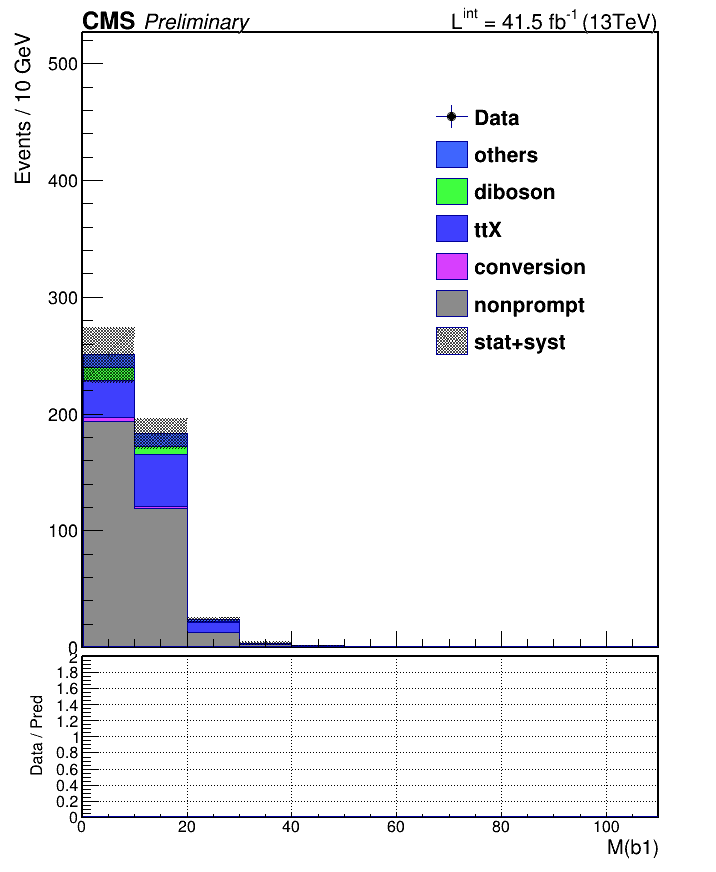 CMS Preliminary L^int = 41.5 fb^-1 (13TeV)
Events / 10 GeV
500
400
300
200
100
0
Data
others
diboson
ttX
conversion
nonprompt
stat+syst
Data / Pred
2
1.8
1.6
1.4
1.2
1
0.8
0.6
0.4
0.2
0
0 20 40 60 80 100
M(b1)